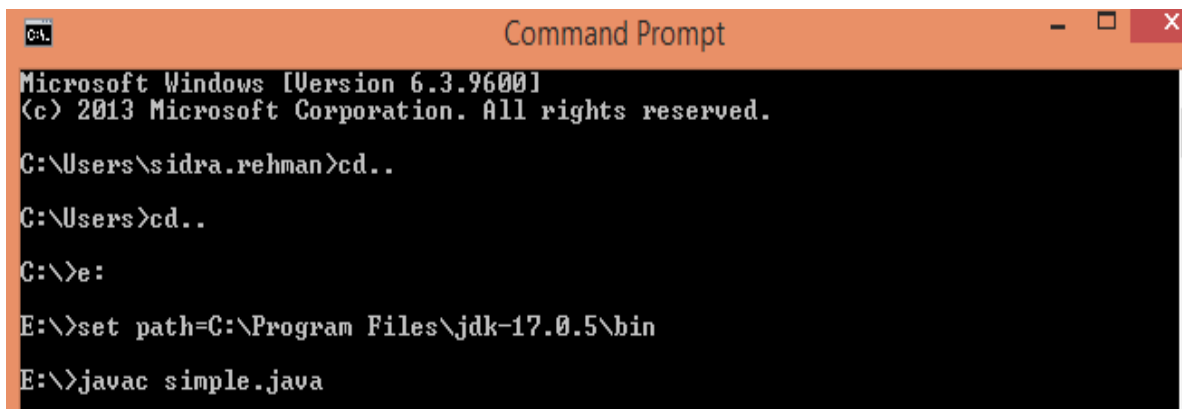 Command Prompt
Microsoft Windows [Version 6.3.9600]
(c) 2013 Microsoft Corporation. All rights reserved.
C:\Users\sidra.rehman>cd..
C:\Users>cd..
C:\>e:
E:\>set path=C:\Program Files\jdk-17.0.5\bin
E:\>javac simple.java